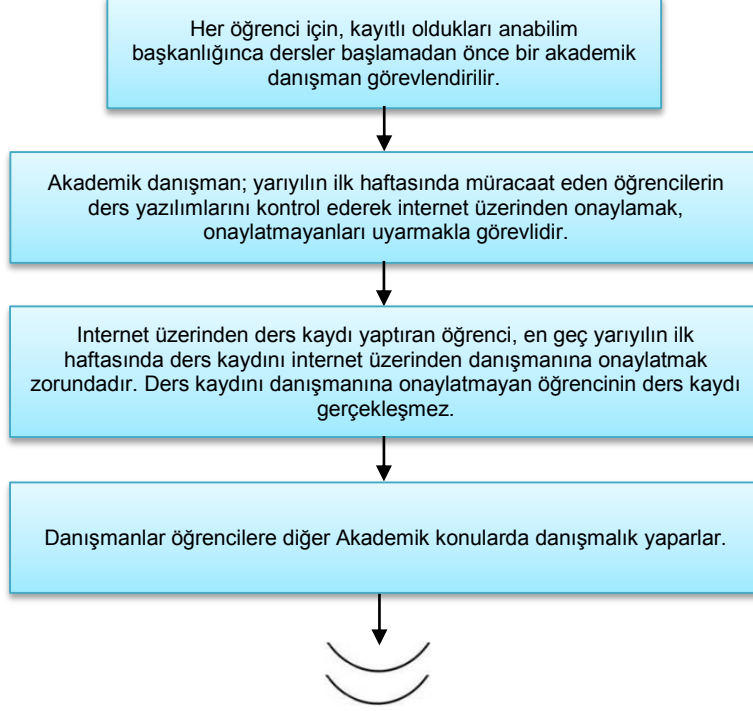 Her öğrenci için, kayıtlı oldukları anabilim
başkanlığınca dersler başlamadan önce bir akademik
danışman görevlendirilir.
Akademik danışman; yarıyılın ilk haftasında müracaat eden öğrencilerin
ders yazılımlarını kontrol ederek internet üzerinden onaylamak,
onaylatmayanları uyarmakla görevlidir.
Internet üzerinden ders kaydı yaptıran öğrenci, en geç yarıyılın ilk
haftasında ders kaydını internet üzerinden danışmanına onaylatmak
zorundadır. Ders kaydını danışmanına onaylatmayan öğrencinin ders kaydı
gerçekleşmez.
Danışmanlar öğrencilere diğer Akademik konularda danışmalık yaparlar.